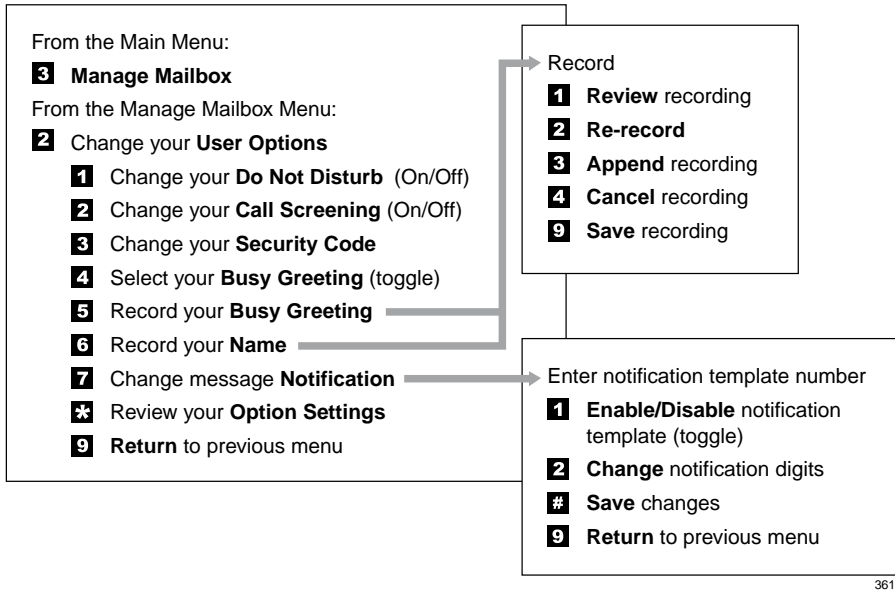 From the Main Menu:
3 Manage Mailbox
From the Manage Mailbox Menu:
2 Change your User Options
1 Change your Do Not Disturb (On/Off)
2 Change your Call Screening (On/Off)
3 Change your Security Code
4 Select your Busy Greeting (toggle)
5 Record your Busy Greeting
6 Record your Name
7 Change message Notification
* Review your Option Settings
9 Return to previous menu
Record
1 Review recording
2 Re-record
3 Append recording
4 Cancel recording
9 Save recording
Enter notification template number
1 Enable/Disable notification
template (toggle)
2 Change notification digits
# Save changes
9 Return to previous menu
361